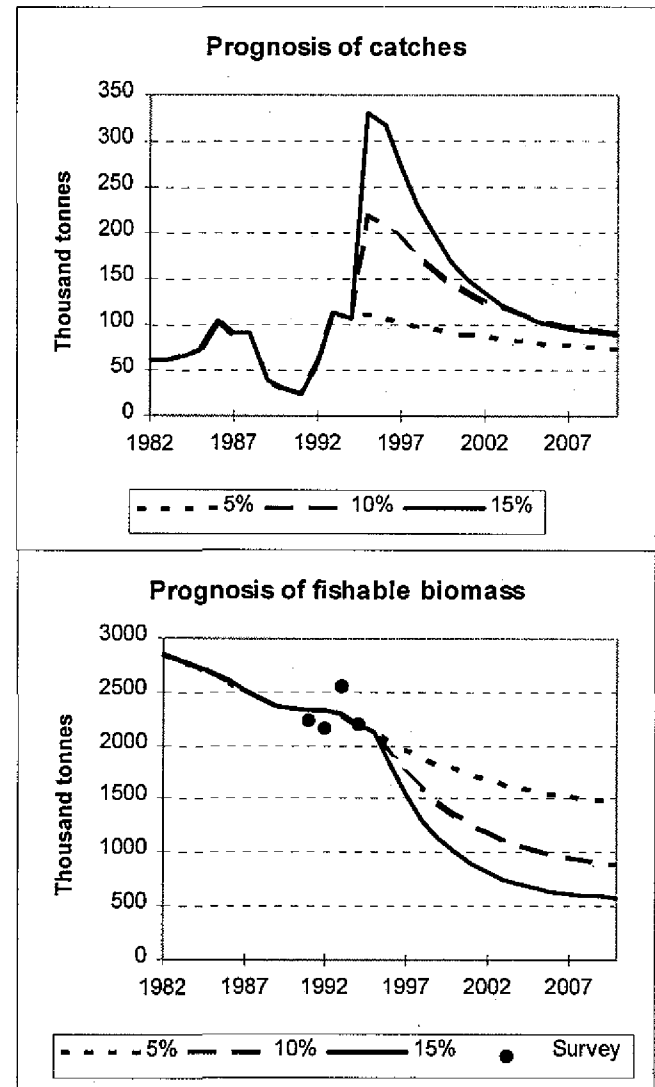 Prognosis of catches
Thousand tonnes
350
300
250
200
150
100
50
0
1982 1987 1992 1997 2002 2007
5% 10% 15%
Prognosis of fishable biomass
Thousand tonnes
3000
2500
2000
1500
1000
500
0
1982 1987 1992 1997 2002 2007
5% 10% 15% Survey